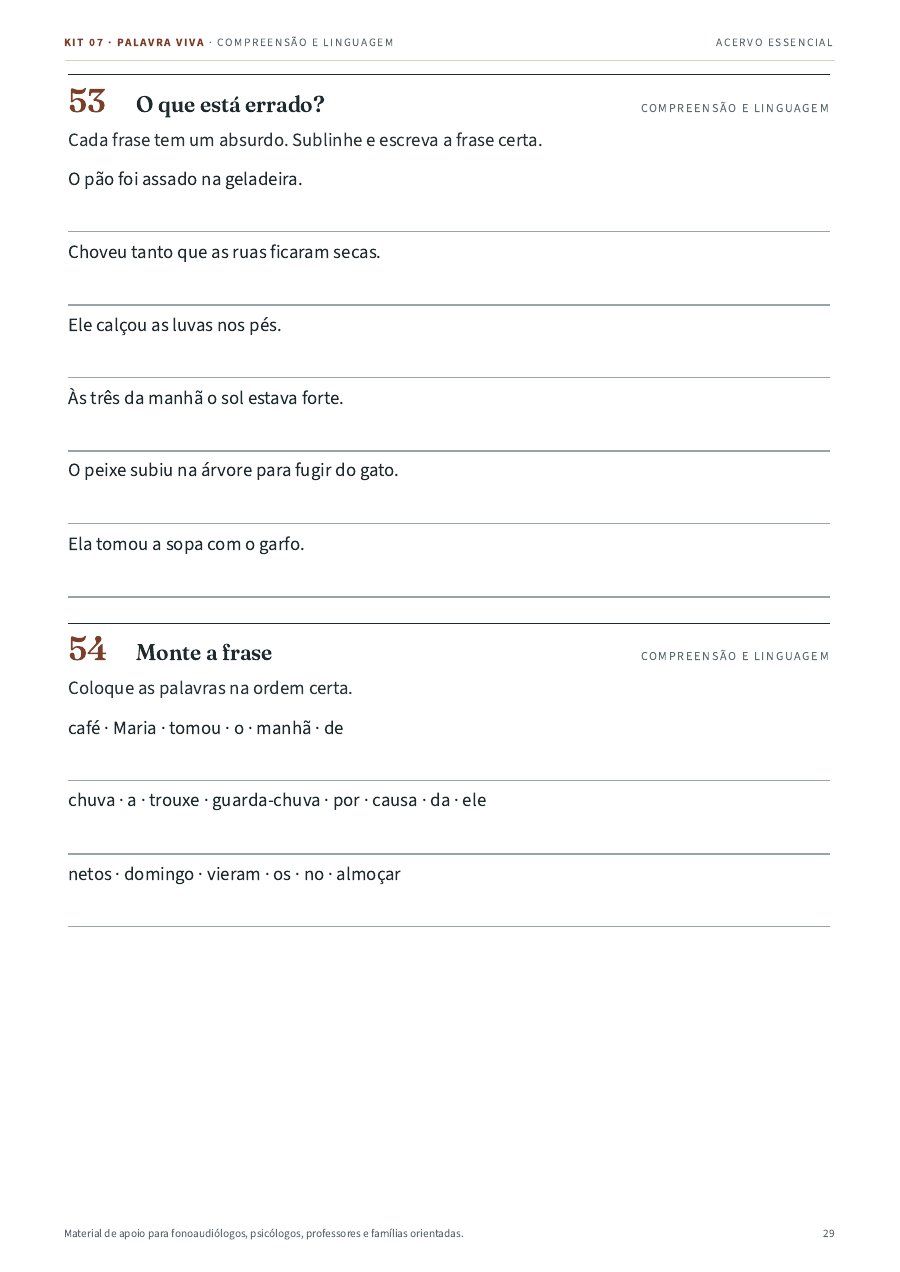 KIT 07 · PALAVRA VIVA · COMPREENSÃO E LINGUAGEM
ACERVO ESSENCIAL
53 O que está errado?
COMPREENSÃO E LINGUAGEM
Cada frase tem um absurdo. Sublinhe e escreva a frase certa.
O pão foi assado na geladeira.
Choveu tanto que as ruas ficaram secas.
Ele calçou as luvas nos pés.
Às três da manhã o sol estava forte.
O peixe subiu na árvore para fugir do gato.
Ela tomou a sopa com o garfo.
54 Monte a frase
COMPREENSÃO E LINGUAGEM
Coloque as palavras na ordem certa.
café · Maria · tomou · o · manhã · de
chuva · a · trouxe · guarda-chuva · por · causa · da · ele
netos · domingo · vieram · os · no · almoçar
Material de apoio para fonoaudiólogos, psicólogos, professores e famílias orientadas.
29